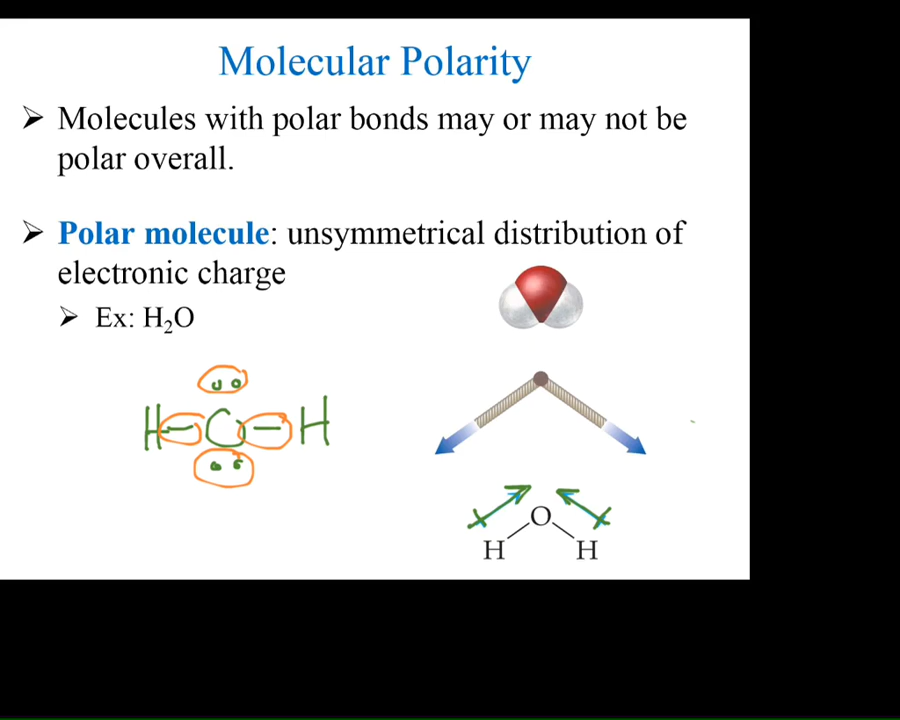 Molecular Polarity
➢ Molecules with polar bonds may or may not be
polar overall.
➢ Polar molecule: unsymmetrical distribution of
electronic charge
➢ Ex: H₂O
H–C–H
O
H H